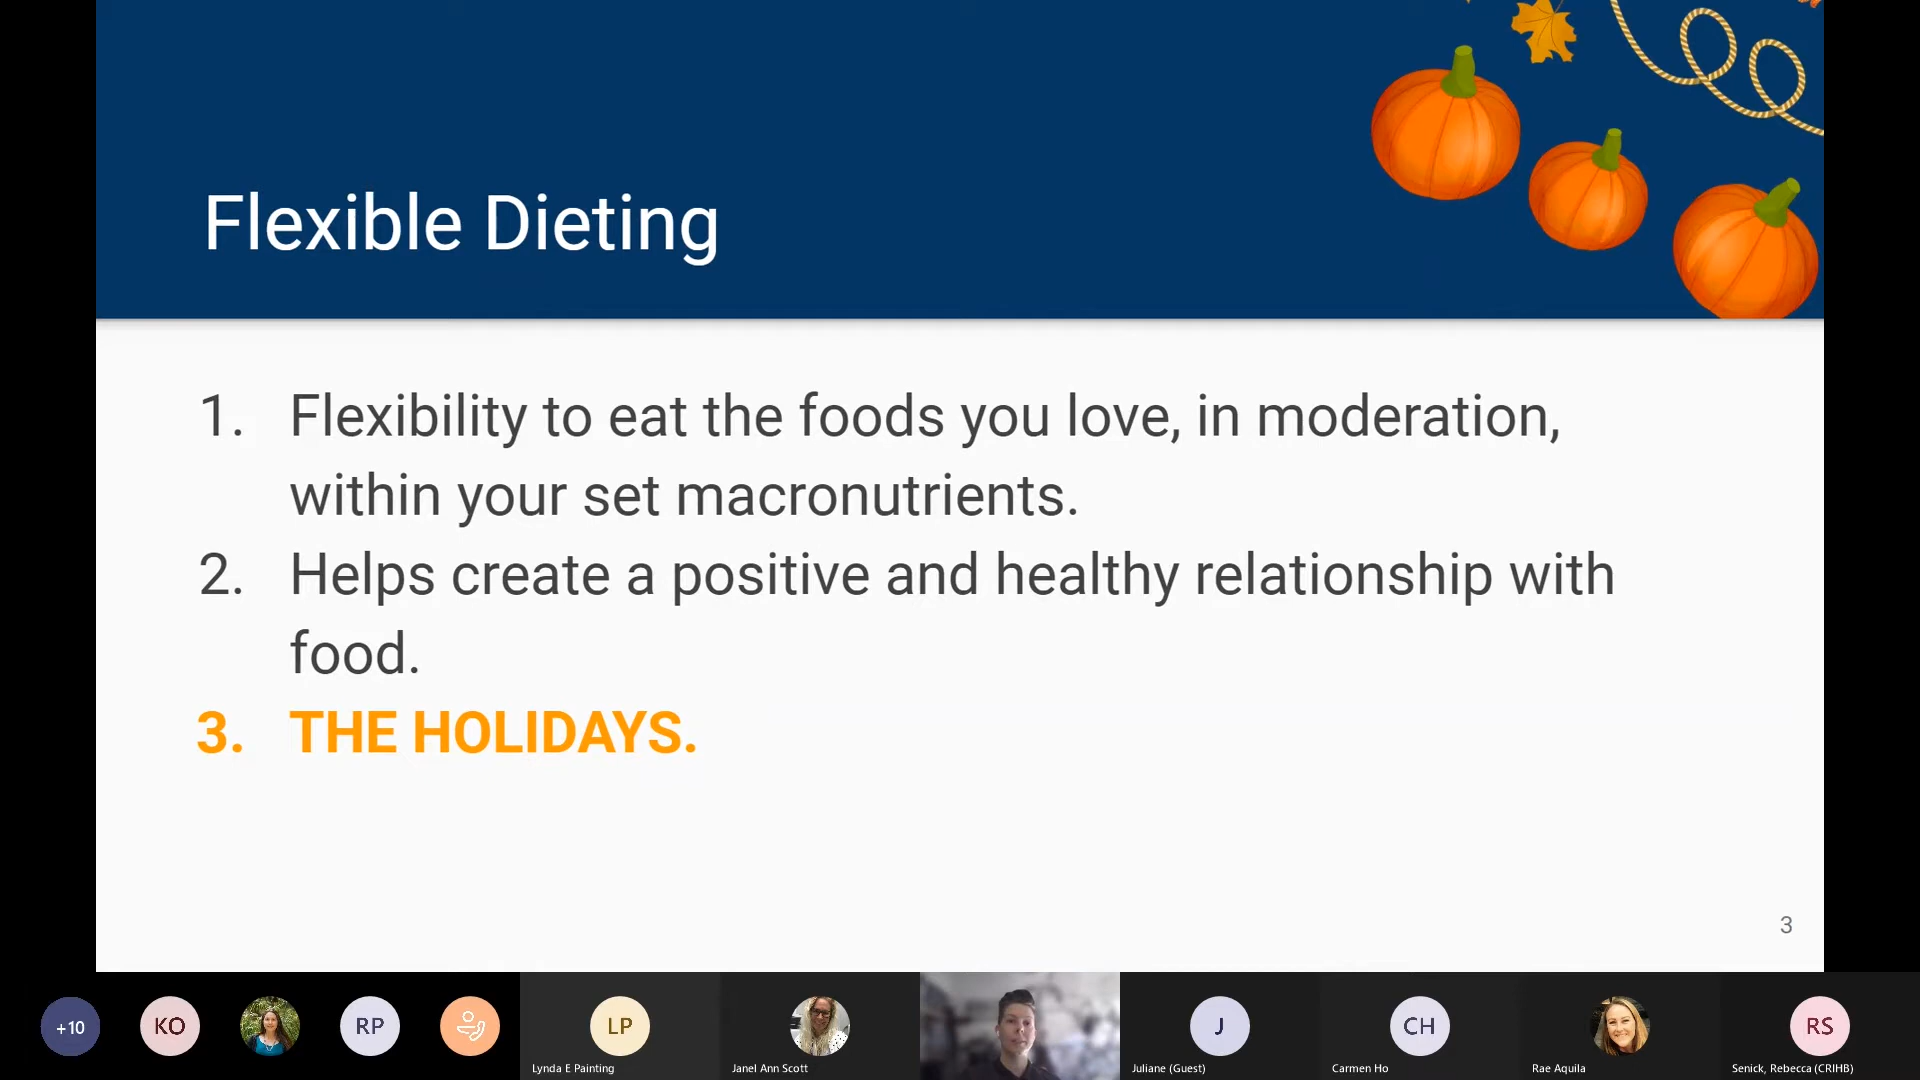 Flexible Dieting
1. Flexibility to eat the foods you love, in moderation,
within your set macronutrients.
2. Helps create a positive and healthy relationship with
food.
3. THE HOLIDAYS.
3
+10
KO
RP
LP
J
CH
RS
Lynda E Painting
Janel Ann Scott
Juliane (Guest)
Carmen Ho
Rae Aquila
Senick, Rebecca (CRIHB)